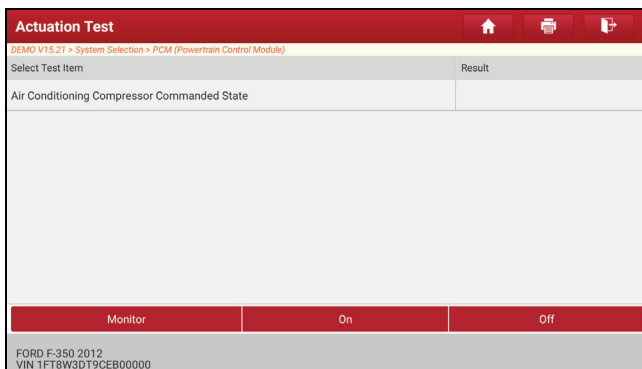 Actuation Test
DEMO V15.21 > System Selection > PCM (Powertrain Control Module)
Select Test Item Result
Air Conditioning Compressor Commanded State
Monitor On Off
FORD F-350 2012
VIN 1FT8W3DT9CEB00000